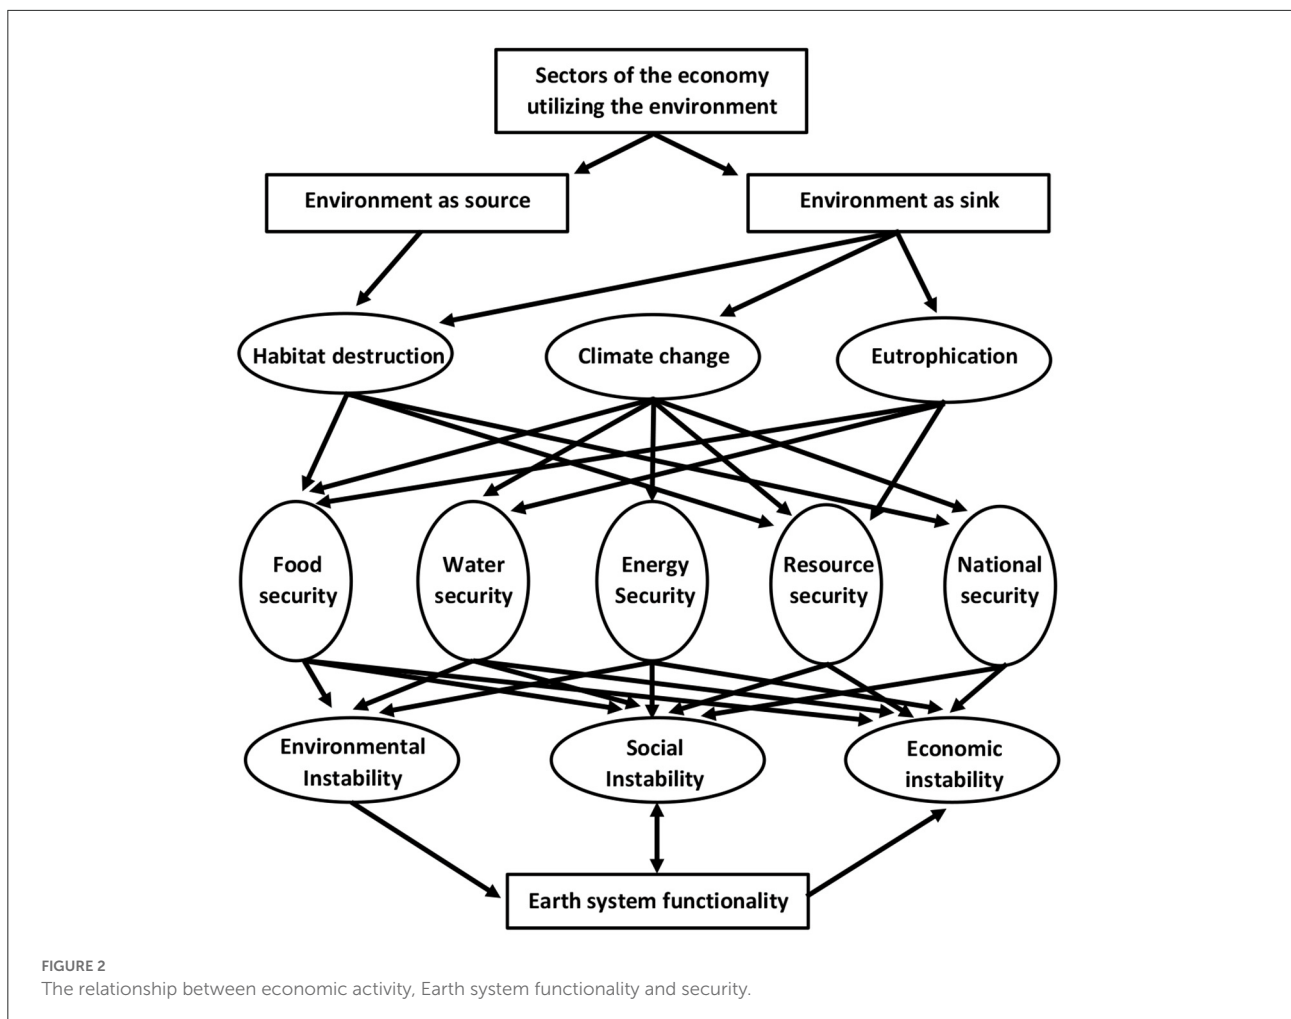 Sectors of the economy
utilizing the environment
Environment as source
Environment as sink
Habitat destruction
Climate change
Eutrophication
Food
security
Water
security
Energy
Security
Resource
security
National
security
Environmental
Instability
Social
Instability
Economic
instability
Earth system functionality
FIGURE 2
The relationship between economic activity, Earth system functionality and security.